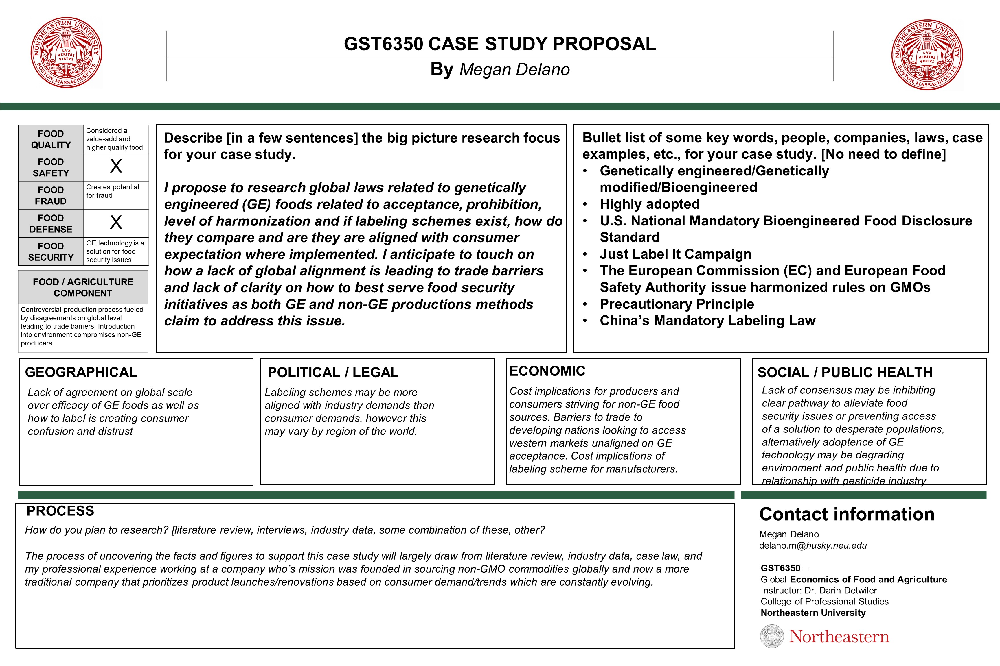 NORTHEASTERN UNIVERSITY
LVX
VERITAS
VIRTVS
FOUNDED AD 1898
BOSTON, MASSACHUSETTS
GST6350 CASE STUDY PROPOSAL
By Megan Delano
NORTHEASTERN UNIVERSITY
LVX
VERITAS
VIRTVS
FOUNDED AD 1898
BOSTON, MASSACHUSETTS
FOOD
QUALITY
Considered a
value-add and
higher quality food
FOOD
SAFETY
X
FOOD
FRAUD
Creates potential
for fraud
FOOD
DEFENSE
X
FOOD
SECURITY
GE technology is a
solution for food
security issues
FOOD / AGRICULTURE
COMPONENT
Controversial production process fueled
by disagreements on global level
leading to trade barriers. Introduction
into environment compromises non-GE
producers
Describe [in a few sentences] the big picture research focus
for your case study.
I propose to research global laws related to genetically
engineered (GE) foods related to acceptance, prohibition,
level of harmonization and if labeling schemes exist, how do
they compare and are they are aligned with consumer
expectation where implemented. I anticipate to touch on
how a lack of global alignment is leading to trade barriers
and lack of clarity on how to best serve food security
initiatives as both GE and non-GE productions methods
claim to address this issue.
Bullet list of some key words, people, companies, laws, case
examples, etc., for your case study. [No need to define]
• Genetically engineered/Genetically
modified/Bioengineered
• Highly adopted
• U.S. National Mandatory Bioengineered Food Disclosure
Standard
• Just Label It Campaign
• The European Commission (EC) and European Food
Safety Authority issue harmonized rules on GMOs
• Precautionary Principle
• China’s Mandatory Labeling Law
GEOGRAPHICAL
Lack of agreement on global scale
over efficacy of GE foods as well as
how to label is creating consumer
confusion and distrust
POLITICAL / LEGAL
Labeling schemes may be more
aligned with industry demands than
consumer demands, however this
may vary by region of the world.
ECONOMIC
Cost implications for producers and
consumers striving for non-GE food
sources. Barriers to trade to
developing nations looking to access
western markets unaligned on GE
acceptance. Cost implications of
labeling scheme for manufacturers.
SOCIAL / PUBLIC HEALTH
Lack of consensus may be inhibiting
clear pathway to alleviate food
security issues or preventing access
of a solution to desperate populations,
alternatively adoptence of GE
technology may be degrading
environment and public health due to
relationship with pesticide industry
PROCESS
How do you plan to research? [literature review, interviews, industry data, some combination of these, other?
The process of uncovering the facts and figures to support this case study will largely draw from literature review, industry data, case law, and
my professional experience working at a company who’s mission was founded in sourcing non-GMO commodities globally and now a more
traditional company that prioritizes product launches/renovations based on consumer demand/trends which are constantly evolving.
Contact information
Megan Delano
delano.m@husky.neu.edu
GST6350 –
Global Economics of Food and Agriculture
Instructor: Dr. Darin Detwiler
College of Professional Studies
Northeastern University
Northeastern